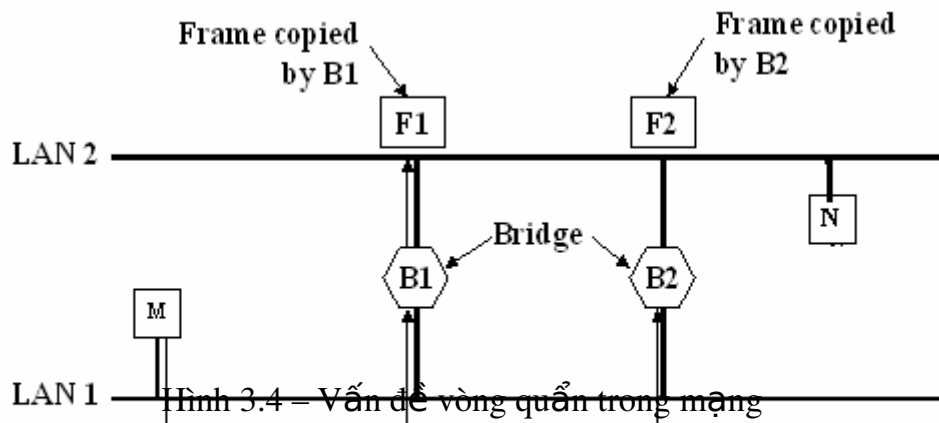 Frame copied
by B1
Frame copied
by B2
F1
F2
LAN 2
N
Bridge
B1
B2
M
LAN 1
Hình 3.4 – Vấn đề vòng quẩn trong mạng